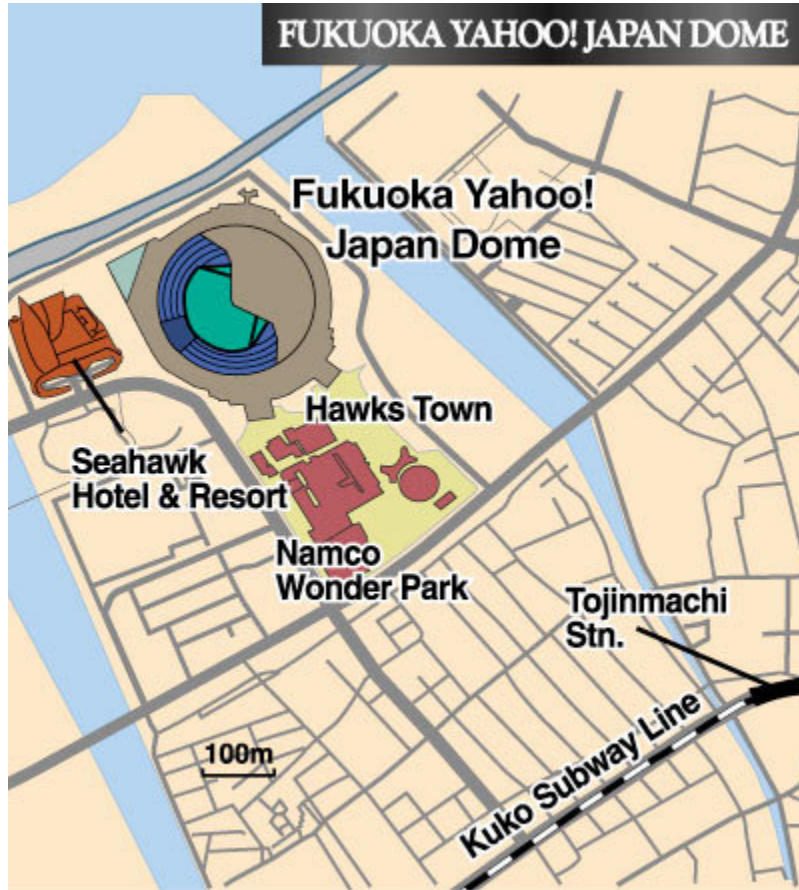 FUKUOKA YAHOO! JAPAN DOME
Fukuoka Yahoo!
Japan Dome
Hawks Town
Seahawk
Hotel & Resort
Namco
Wonder Park
Tojinmachi
Stn.
100m
Kuko Subway Line